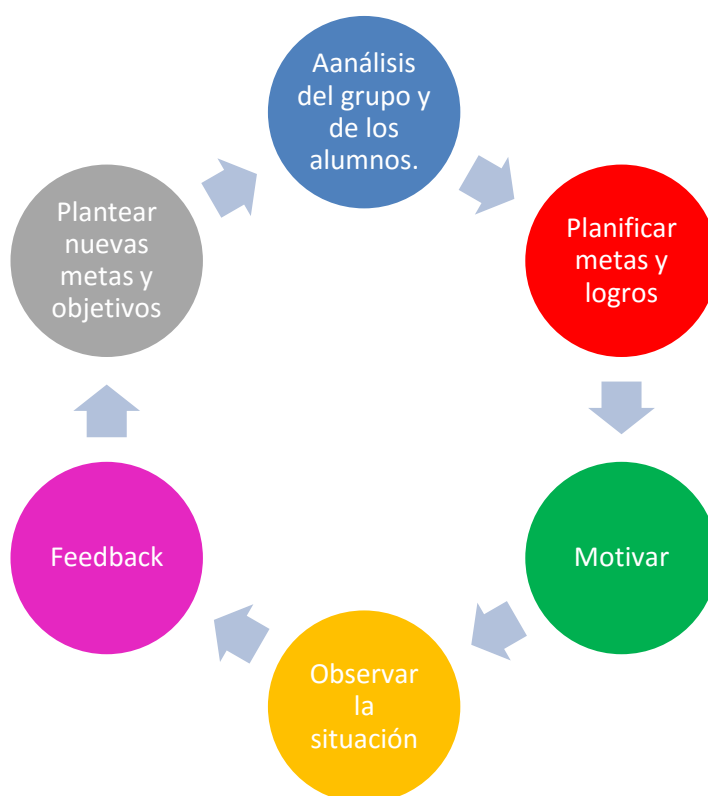 Aanálisis
del grupo y
de los
alumnos.
Planificar
metas y
logros
Motivar
Observar
la
situación
Feedback
Plantear
nuevas
metas y
objetivos